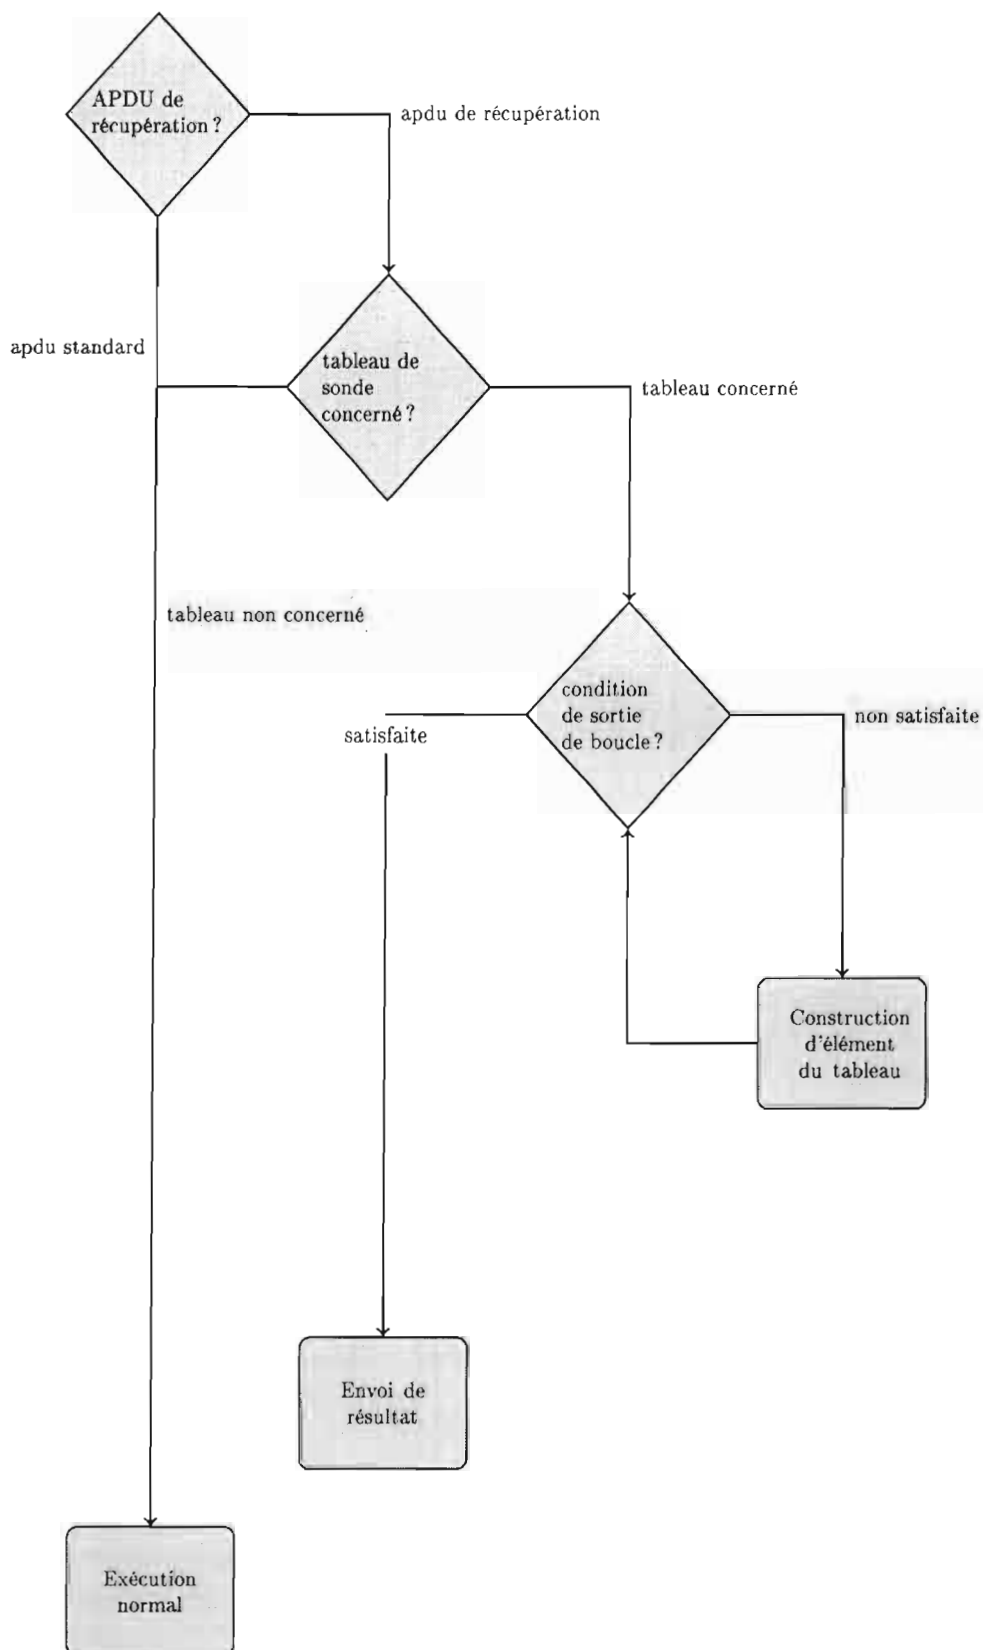 APDU de
récupération ?
apdu de récupération
apdu standard
tableau de
sonde
concerné ?
tableau concerné
tableau non concerné
condition
de sortie
de boucle ?
satisfaite
non satisfaite
Construction
d'élément
du tableau
Envoi de
résultat
Exécution
normal